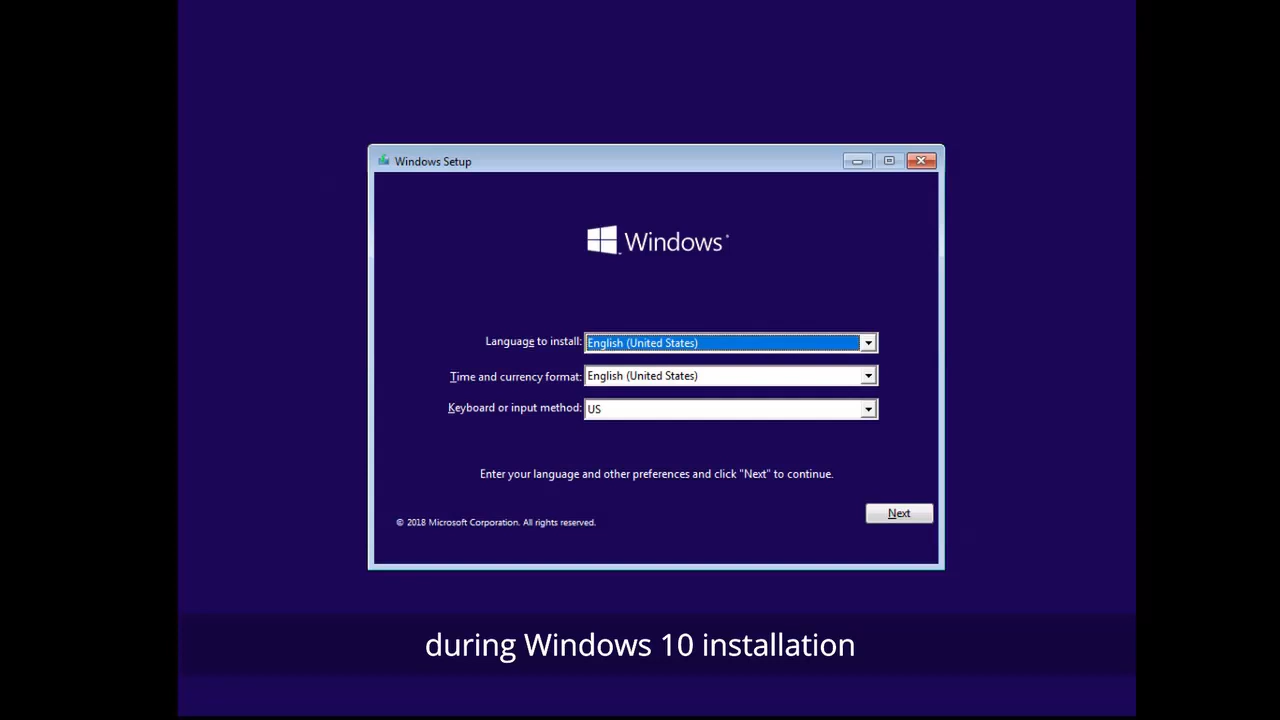 Windows Setup
Windows
Language to install: English (United States)
Time and currency format: English (United States)
Keyboard or input method: US
Enter your language and other preferences and click "Next" to continue.
Next
© 2018 Microsoft Corporation. All rights reserved.
during Windows 10 installation